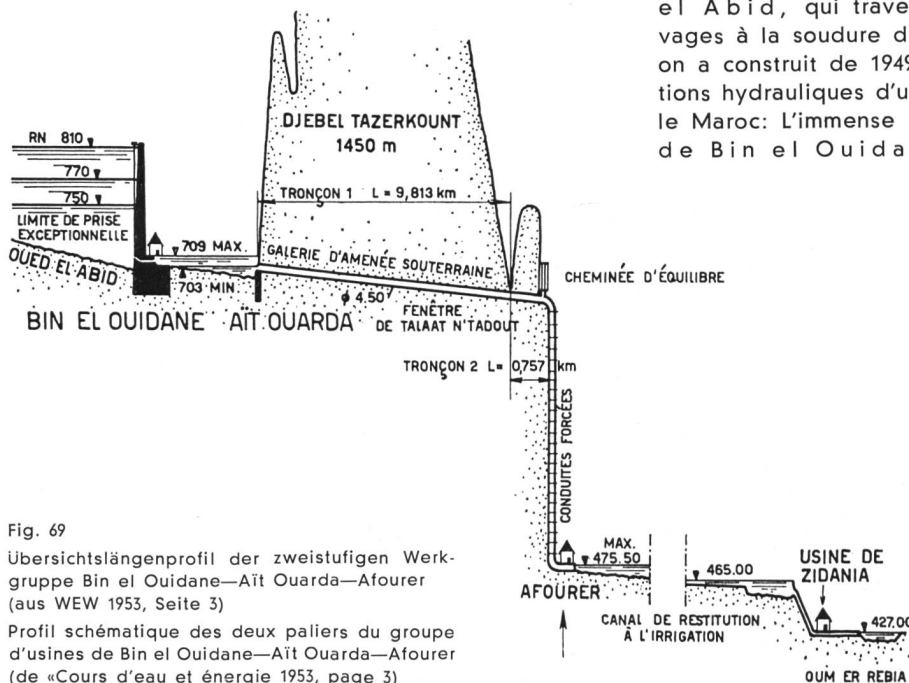 el Abid, qui trave
vages à la soudure d
on a construit de 1949
tions hydrauliques d'u
le Maroc: L'immense
de Bin el Ouida
DJEBEL TAZERKOUNT
1450 m
RN 810
770
750
LIMITE DE PRISE
EXCEPTIONNELLE
OUED EL ABID
TRONÇON 1 L = 9,813 km
709 MAX.
703 MIN
GALERIE D'AMENÉE SOUTERRAINE
ϕ 4.50
CHEMINÉE D'ÉQUILIBRE
BIN EL OUIDANE AÏT OUARDA
FENÊTRE
DE TALAAT N'TADOUT
TRONÇON 2 L= 0,757 km
CONDUITES FORCÉES
MAX.
475.50
AFOURER
465.00
CANAL DE RESTITUTION
À L'IRRIGATION
USINE DE
ZIDANIA
427.00
OUM ER REBIA
Fig. 69
Übersichtslängenprofil der zweistufigen Werk-
gruppe Bin el Ouidane—Aït Ouarda—Afourer
(aus WEW 1953, Seite 3)
Profil schématique des deux paliers du groupe
d'usines de Bin el Ouidane—Aït Ouarda—Afourer
(de «Cours d'eau et énergie 1953, page 3)